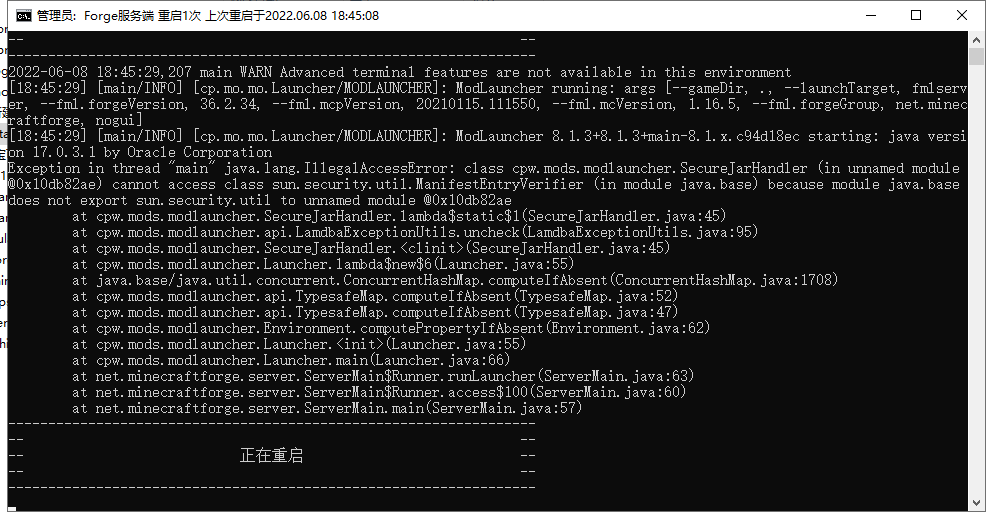 管理员: Forge服务端 重启1次 上次重启于2022.06.08 18:45:08
-- --
------------------------------------------------------------------
2022-06-08 18:45:29,207 main WARN Advanced terminal features are not available in this environment
[18:45:29] [main/INFO] [cp.mo.mo.Launcher/MODLAUNCHER]: ModLauncher running: args [--gameDir, ., --launchTarget, fmlserv
er, --fml.forgeVersion, 36.2.34, --fml.mcpVersion, 20210115.111550, --fml.mcVersion, 1.16.5, --fml.forgeGroup, net.minec
raftforge, nogui]
[18:45:29] [main/INFO] [cp.mo.mo.Launcher/MODLAUNCHER]: ModLauncher 8.1.3+8.1.3+main-8.1.x.c94d18ec starting: java versi
on 17.0.3.1 by Oracle Corporation
Exception in thread "main" java.lang.IllegalAccessError: class cpw.mods.modlauncher.SecureJarHandler (in unnamed module
@0x10db82ae) cannot access class sun.security.util.ManifestEntryVerifier (in module java.base) because module java.base
does not export sun.security.util to unnamed module @0x10db82ae
at cpw.mods.modlauncher.SecureJarHandler.lambda$static$1(SecureJarHandler.java:45)
at cpw.mods.modlauncher.api.LamdbaExceptionUtils.uncheck(LamdbaExceptionUtils.java:95)
at cpw.mods.modlauncher.SecureJarHandler.<clinit>(SecureJarHandler.java:45)
at cpw.mods.modlauncher.Launcher.lambda$new$6(Launcher.java:55)
at java.base/java.util.concurrent.ConcurrentHashMap.computeIfAbsent(ConcurrentHashMap.java:1708)
at cpw.mods.modlauncher.api.TypesafeMap.computeIfAbsent(TypesafeMap.java:52)
at cpw.mods.modlauncher.api.TypesafeMap.computeIfAbsent(TypesafeMap.java:47)
at cpw.mods.modlauncher.Environment.computePropertyIfAbsent(Environment.java:62)
at cpw.mods.modlauncher.Launcher.<init>(Launcher.java:55)
at cpw.mods.modlauncher.Launcher.main(Launcher.java:66)
at net.minecraftforge.server.ServerMain$Runner.runLauncher(ServerMain.java:63)
at net.minecraftforge.server.ServerMain$Runner.access$100(ServerMain.java:60)
at net.minecraftforge.server.ServerMain.main(ServerMain.java:57)
------------------------------------------------------------------
-- --
-- 正在重启 --
-- --
------------------------------------------------------------------